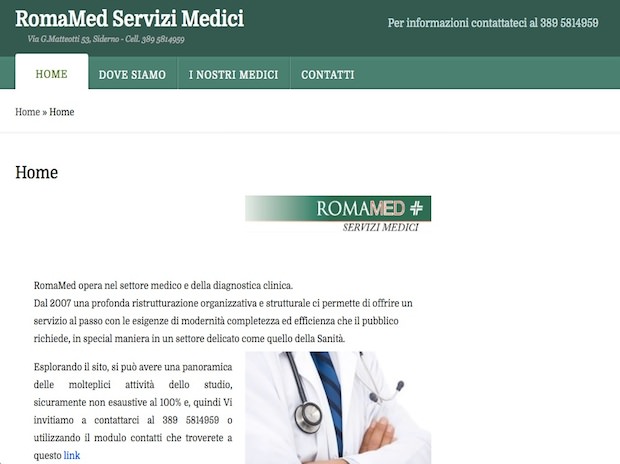 RomaMed Servizi Medici
Per informazioni contattateci al 389 5814959
Via G.Matteotti 53, Siderno - Cell. 389 5814959
HOME
DOVE SIAMO
I NOSTRI MEDICI
CONTATTI
Home » Home
Home
ROMAMED
SERVIZI MEDICI
RomaMed opera nel settore medico e della diagnostica clinica.
Dal 2007 una profonda ristrutturazione organizzativa e strutturale ci permette di offrire un
servizio al passo con le esigenze di modernità completezza ed efficienza che il pubblico
richiede, in special maniera in un settore delicato come quello della Sanità.
Esplorando il sito, si può avere una panoramica
delle molteplici attività dello studio,
sicuramente non esaustive al 100% e, quindi Vi
invitiamo a contattarci al 389 5814959 o
utilizzando il modulo contatti che troverete a
questo link